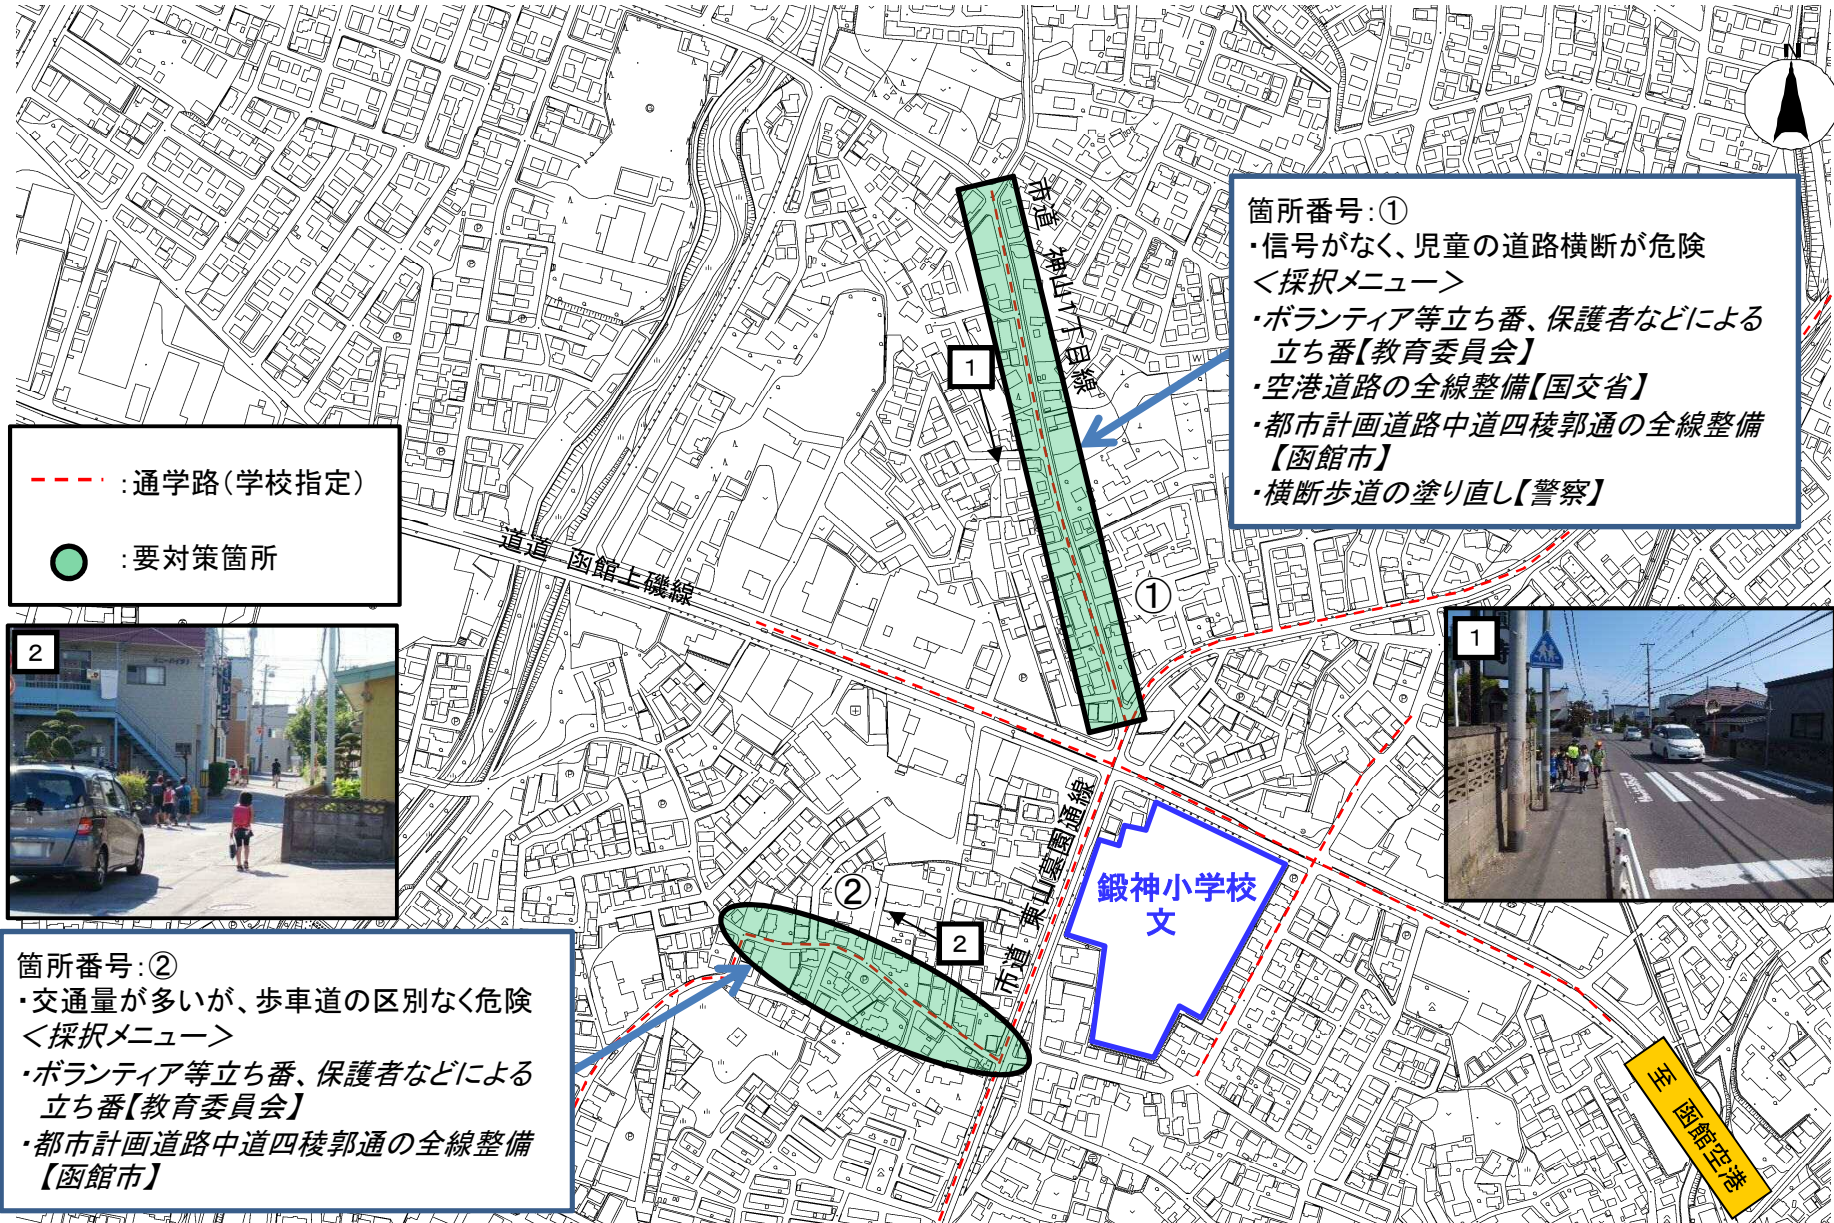 N
箇所番号:①
・信号がなく、児童の道路横断が危険
<採択メニュー>
・ボランティア等立ち番、保護者などによる
立ち番【教育委員会】
・空港道路の全線整備【国交省】
・都市計画道路中道四稜郭通の全線整備
【函館市】
・横断歩道の塗り直し【警察】
市道 神山1丁目線
1
:通学路(学校指定)
:要対策箇所
道道 函館上磯線
①
2
1
市道 東山墓園通線
鍛神小学校
文
②
2
箇所番号:②
・交通量が多いが、歩車道の区別なく危険
<採択メニュー>
・ボランティア等立ち番、保護者などによる
立ち番【教育委員会】
・都市計画道路中道四稜郭通の全線整備
【函館市】
至 函館空港